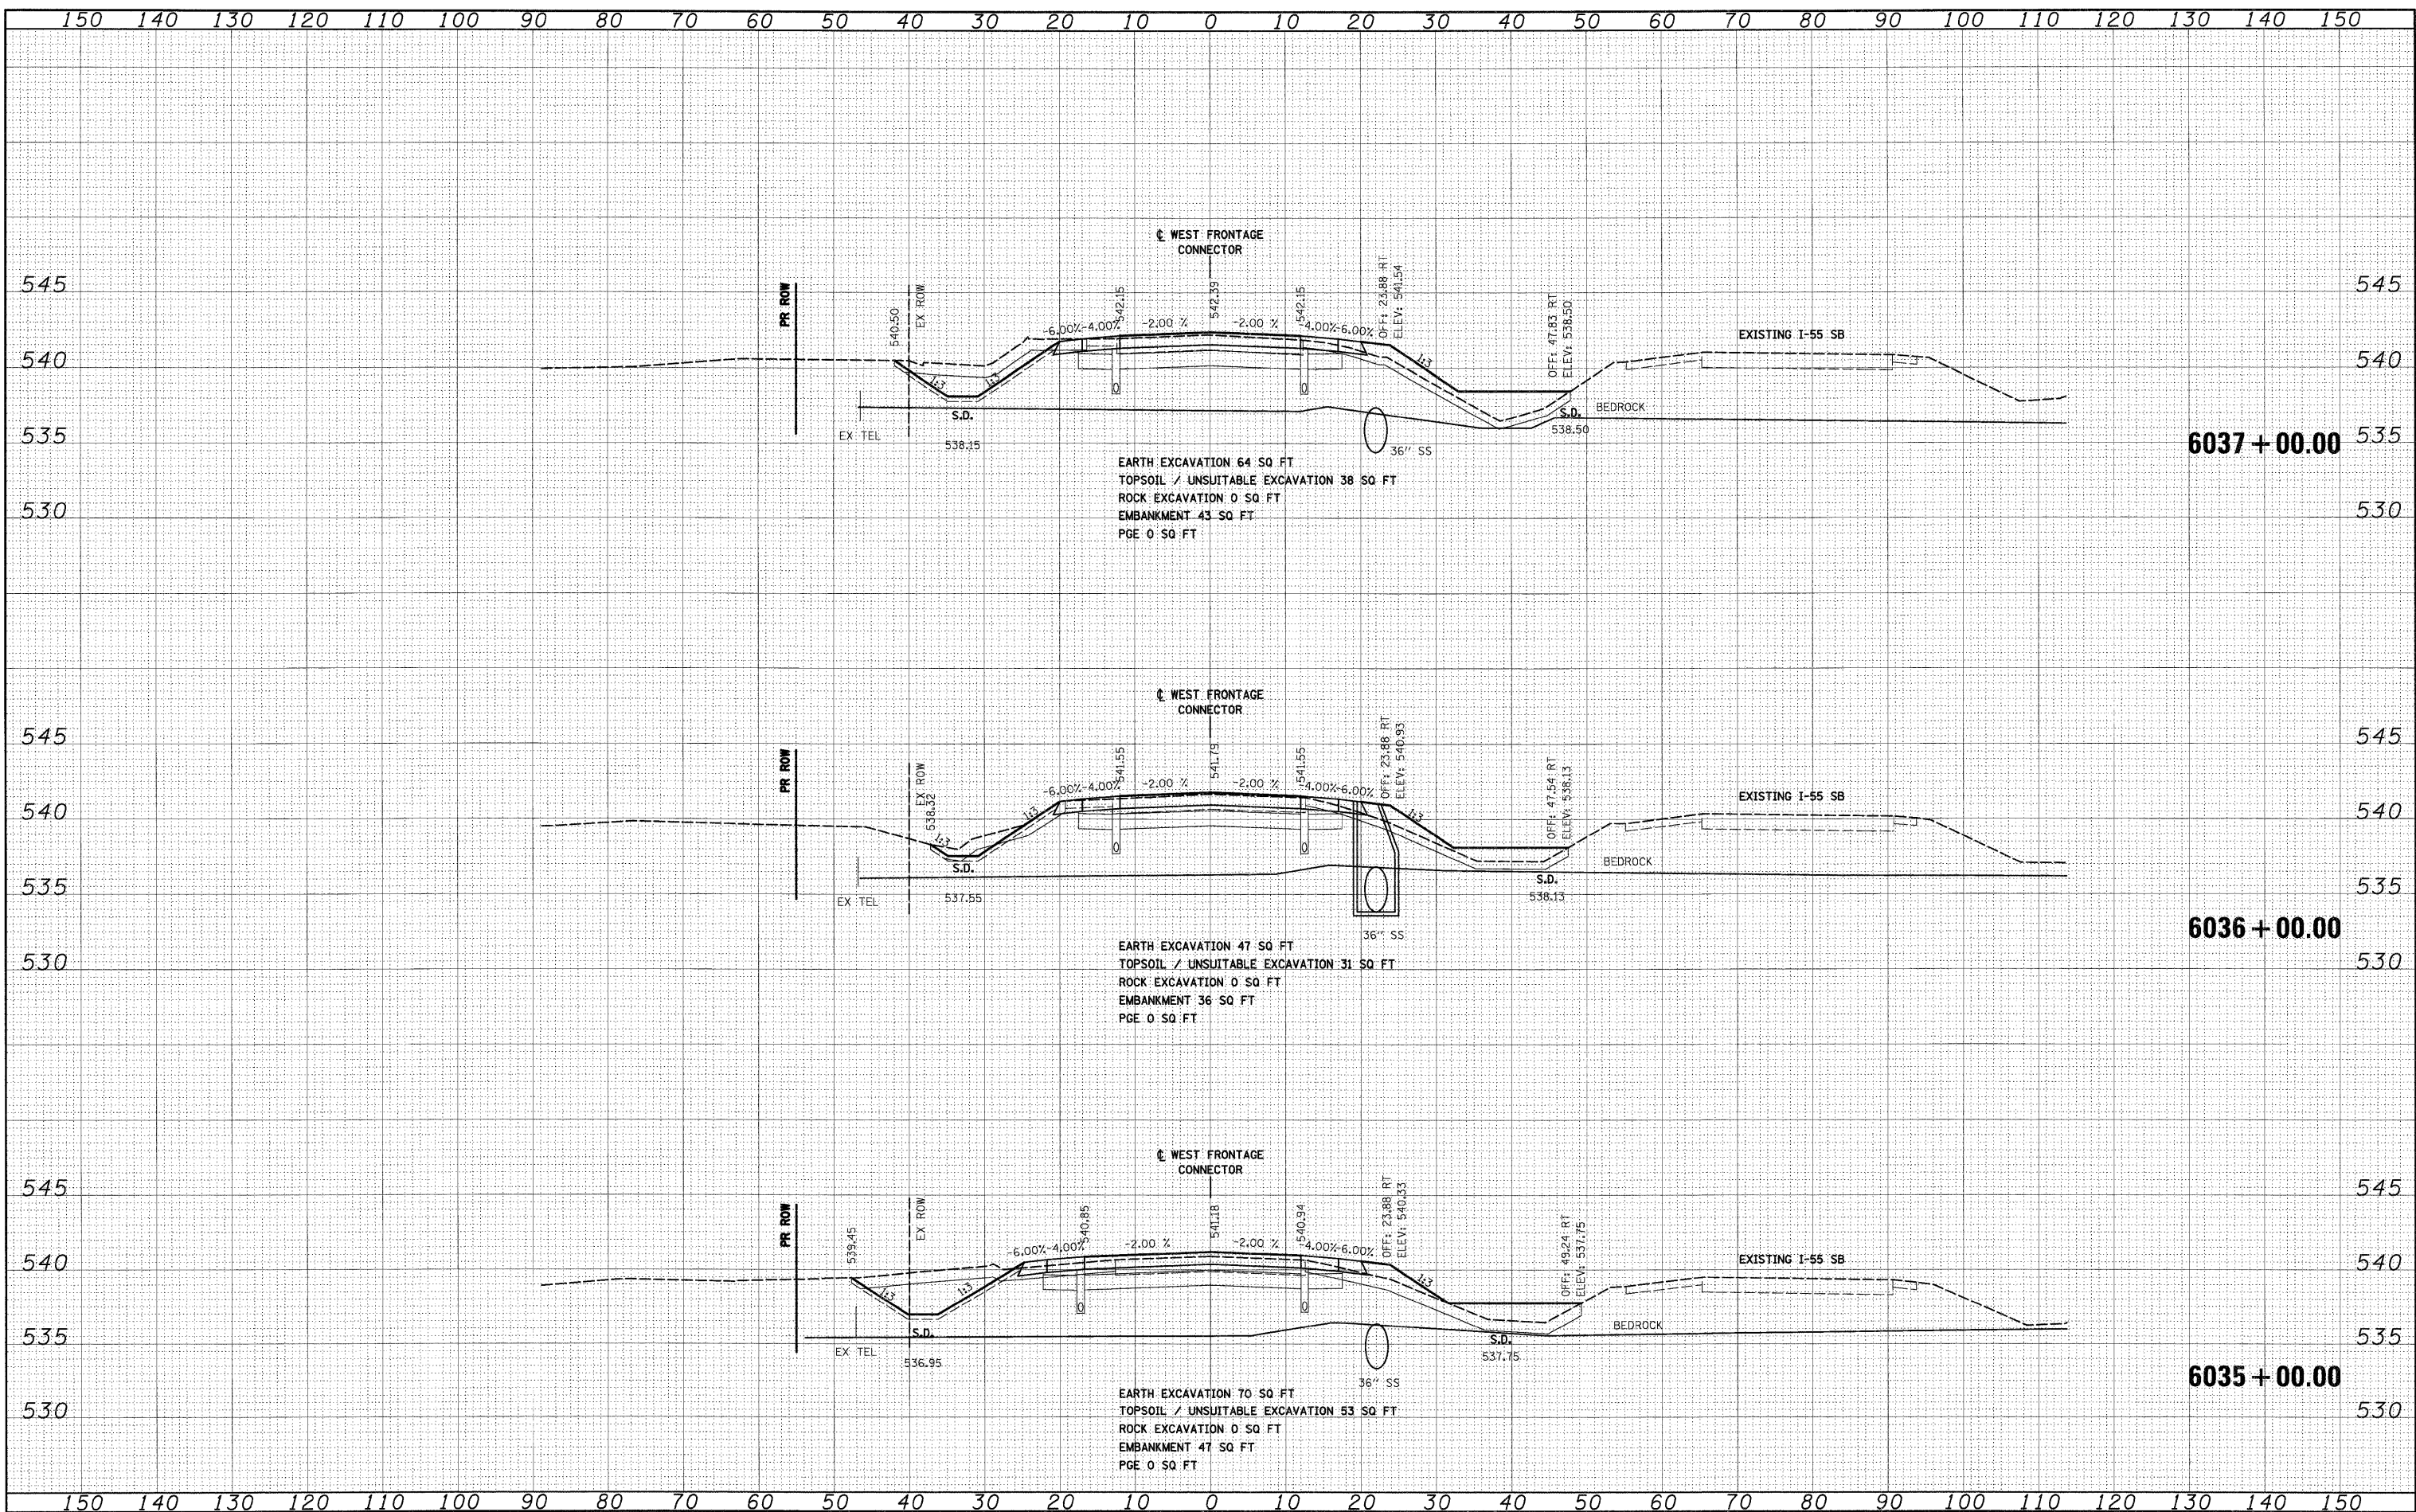 150 140 130 120 110 100 90 80 70 60 50 40 30 20 10 0 10 20 30 40 50 60 70 80 90 100 110 120 130 140 150
℄ WEST FRONTAGE
CONNECTOR
545 545
PR ROW
540.50
EX ROW
542.15
542.39
542.15
OFF: 23.88 RT
ELEV: 541.54
OFF: 47.83 RT
ELEV: 538.50
-6.00% -4.00% -2.00 % -2.00 % -4.00% -6.00%
EXISTING I-55 SB
540 540
1:3 1:3 1:3
S.D. S.D. BEDROCK
EX TEL 538.15 538.50
535 535
36" SS
6037+00.00
EARTH EXCAVATION 64 SQ FT
TOPSOIL / UNSUITABLE EXCAVATION 38 SQ FT
ROCK EXCAVATION 0 SQ FT
EMBANKMENT 43 SQ FT
PGE 0 SQ FT
530 530
℄ WEST FRONTAGE
CONNECTOR
545 545
PR ROW
EX ROW
538.32
541.55
541.79
541.55
OFF: 23.88 RT
ELEV: 540.93
OFF: 47.54 RT
ELEV: 538.13
-6.00% -4.00% -2.00 % -2.00 % -4.00% -6.00%
EXISTING I-55 SB
540 540
1:3 1:3 1:3
S.D. S.D. BEDROCK
EX TEL 537.55 538.13
535 535
36" SS
6036+00.00
EARTH EXCAVATION 47 SQ FT
TOPSOIL / UNSUITABLE EXCAVATION 31 SQ FT
ROCK EXCAVATION 0 SQ FT
EMBANKMENT 36 SQ FT
PGE 0 SQ FT
530 530
℄ WEST FRONTAGE
CONNECTOR
545 545
PR ROW
539.45
EX ROW
540.85
541.18
540.94
OFF: 23.88 RT
ELEV: 540.33
OFF: 49.24 RT
ELEV: 537.75
-6.00% -4.00% -2.00 % -2.00 % -4.00% -6.00%
EXISTING I-55 SB
540 540
1:3 1:3 1:3
S.D. S.D. BEDROCK
EX TEL 536.95 537.75
535 535
36" SS
6035+00.00
EARTH EXCAVATION 70 SQ FT
TOPSOIL / UNSUITABLE EXCAVATION 53 SQ FT
ROCK EXCAVATION 0 SQ FT
EMBANKMENT 47 SQ FT
PGE 0 SQ FT
530 530
150 140 130 120 110 100 90 80 70 60 50 40 30 20 10 0 10 20 30 40 50 60 70 80 90 100 110 120 130 140 150